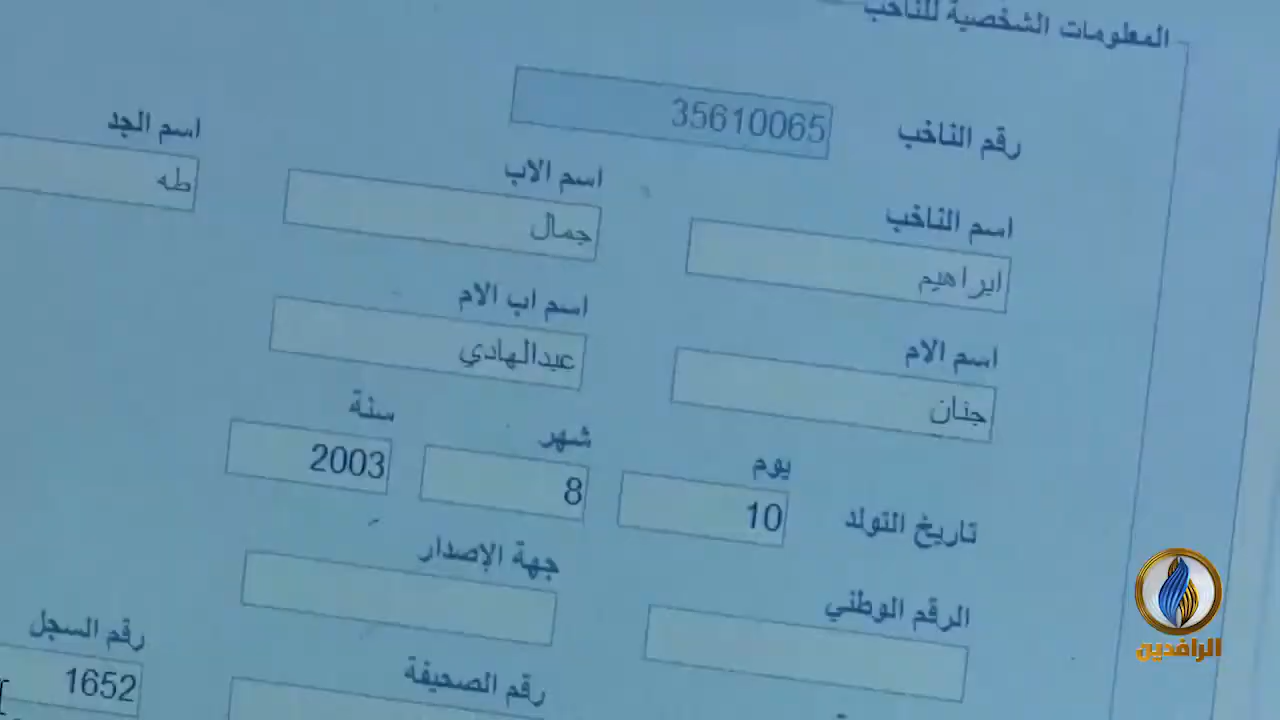 المعلومات الشخصية للناخب
رقم الناخب 35610065
اسم الناخب اسم الاب اسم الجد
ابراهيم جمال طه
اسم الام اسم اب الام
جنان عبدالهادي
يوم شهر سنة
تاريخ التولد 10 8 2003
الرقم الوطني جهة الإصدار
رقم الصحيفة رقم السجل
1652
الرافدين